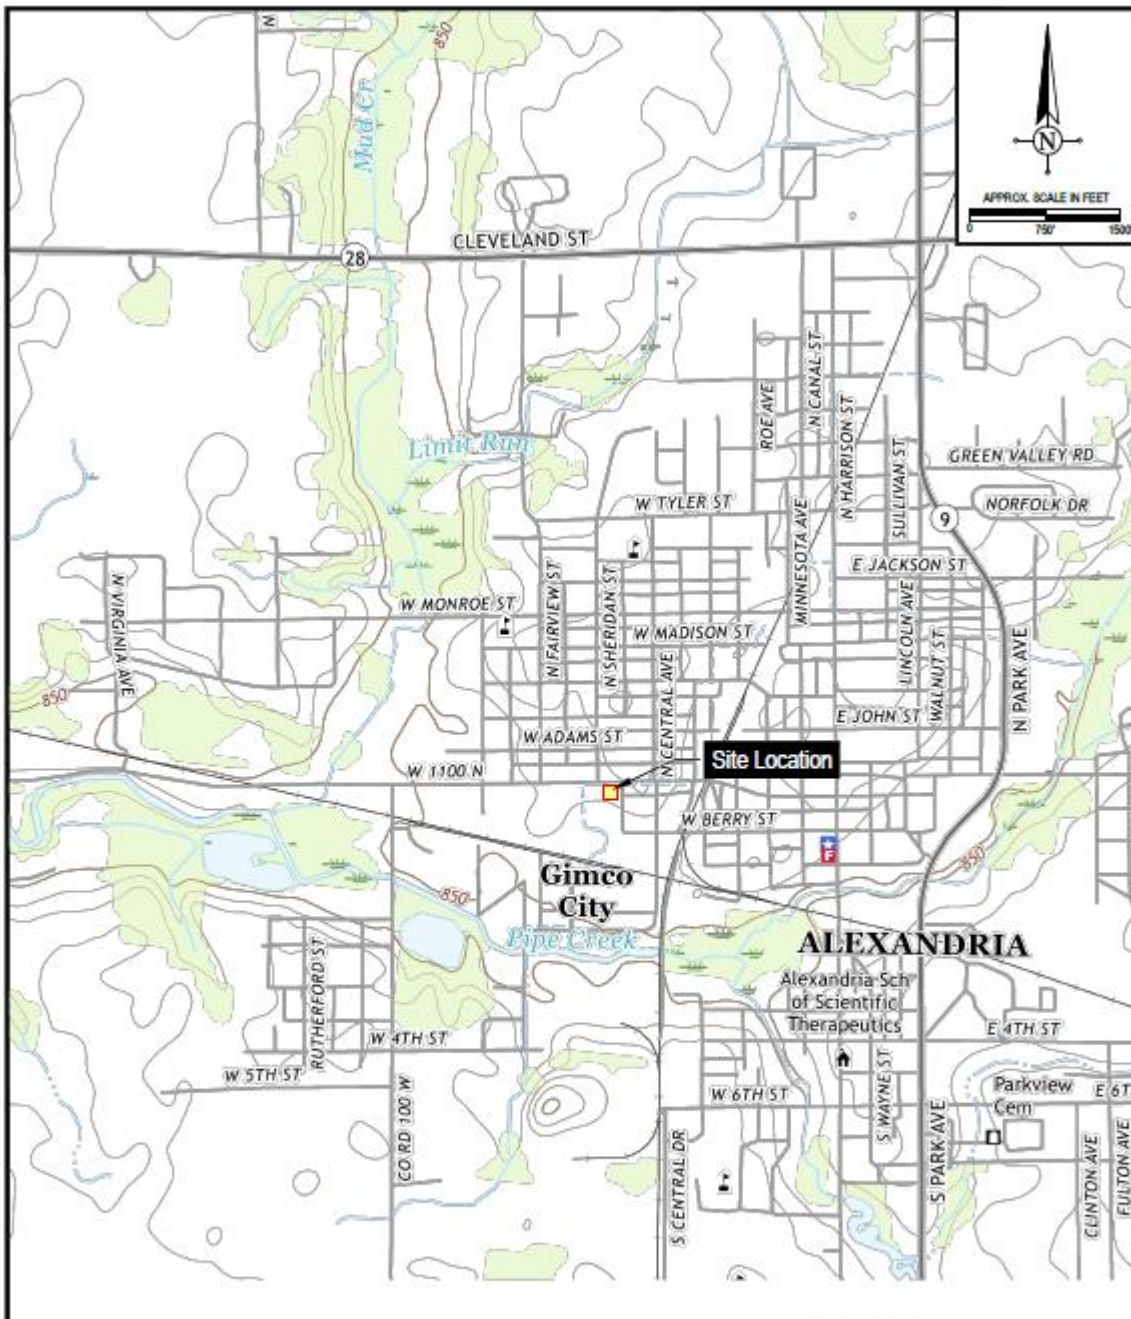 N
850
Mud Cr
N
APPROX. SCALE IN FEET
0 750' 1500
CLEVELAND ST
28
ROE AVE
N CANAL ST
N HARRISON ST
SULLIVAN ST
Limit Run
GREEN VALLEY RD
W TYLER ST
NORFOLK DR
9
MINNESOTA AVE
E JACKSON ST
N VIRGINIA AVE
W MONROE ST
N FAIRVIEW ST
N SHERIDAN ST
W MADISON ST
LINCOLN AVE
WALNUT ST
N PARK AVE
850
N CENTRAL AVE
E JOHN ST
W ADAMS ST
Site Location
W 1100 N
W BERRY ST
F
850
Gimco
City
850
Pipe Creek
ALEXANDRIA
Alexandria Sch
of Scientific
Therapeutics
RUTHERFORD ST
W 4TH ST
E 4TH ST
W 5TH ST
CO RD 100 W
W 6TH ST
S WAYNE ST
Parkview
Cem
E 6T
S PARK AVE
S CENTRAL DR
CLINTON AVE
FULTON AVE